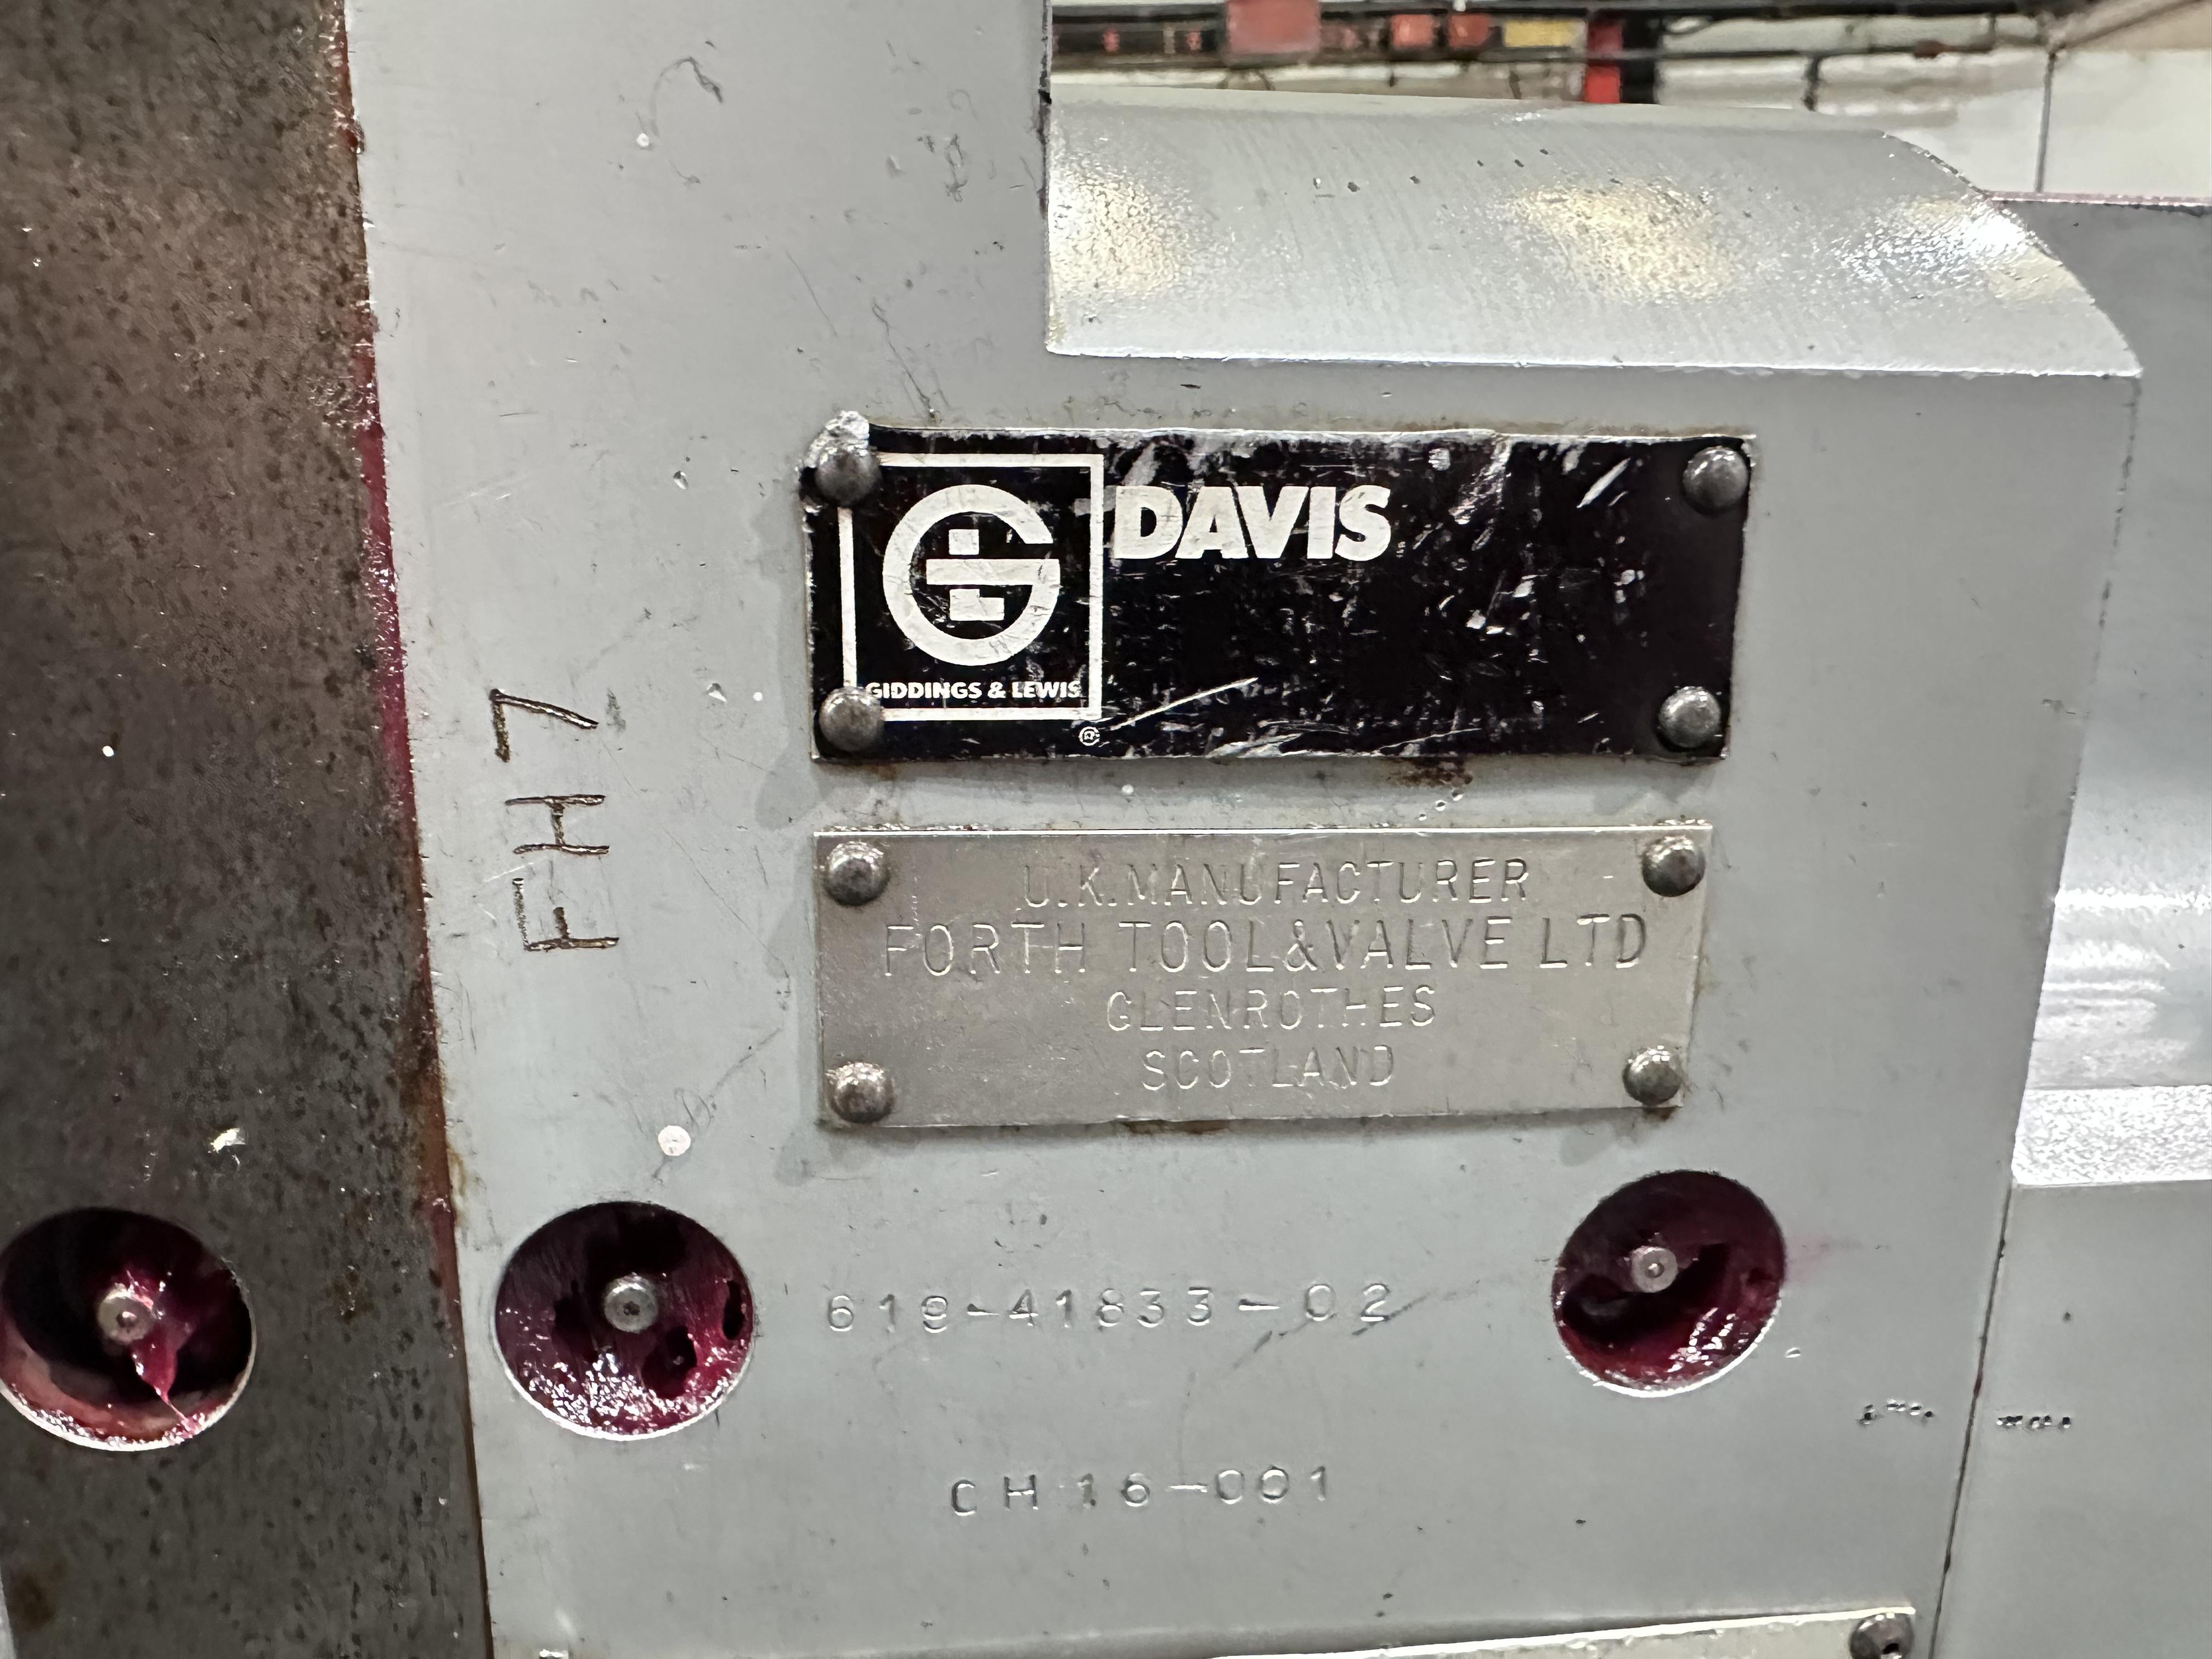 DAVIS
GIDDINGS & LEWIS
®
FH7
U.K.MANUFACTURER
FORTH TOOL&VALVE LTD
GLENROTHES
SCOTLAND
619-41833-02
CH16-001